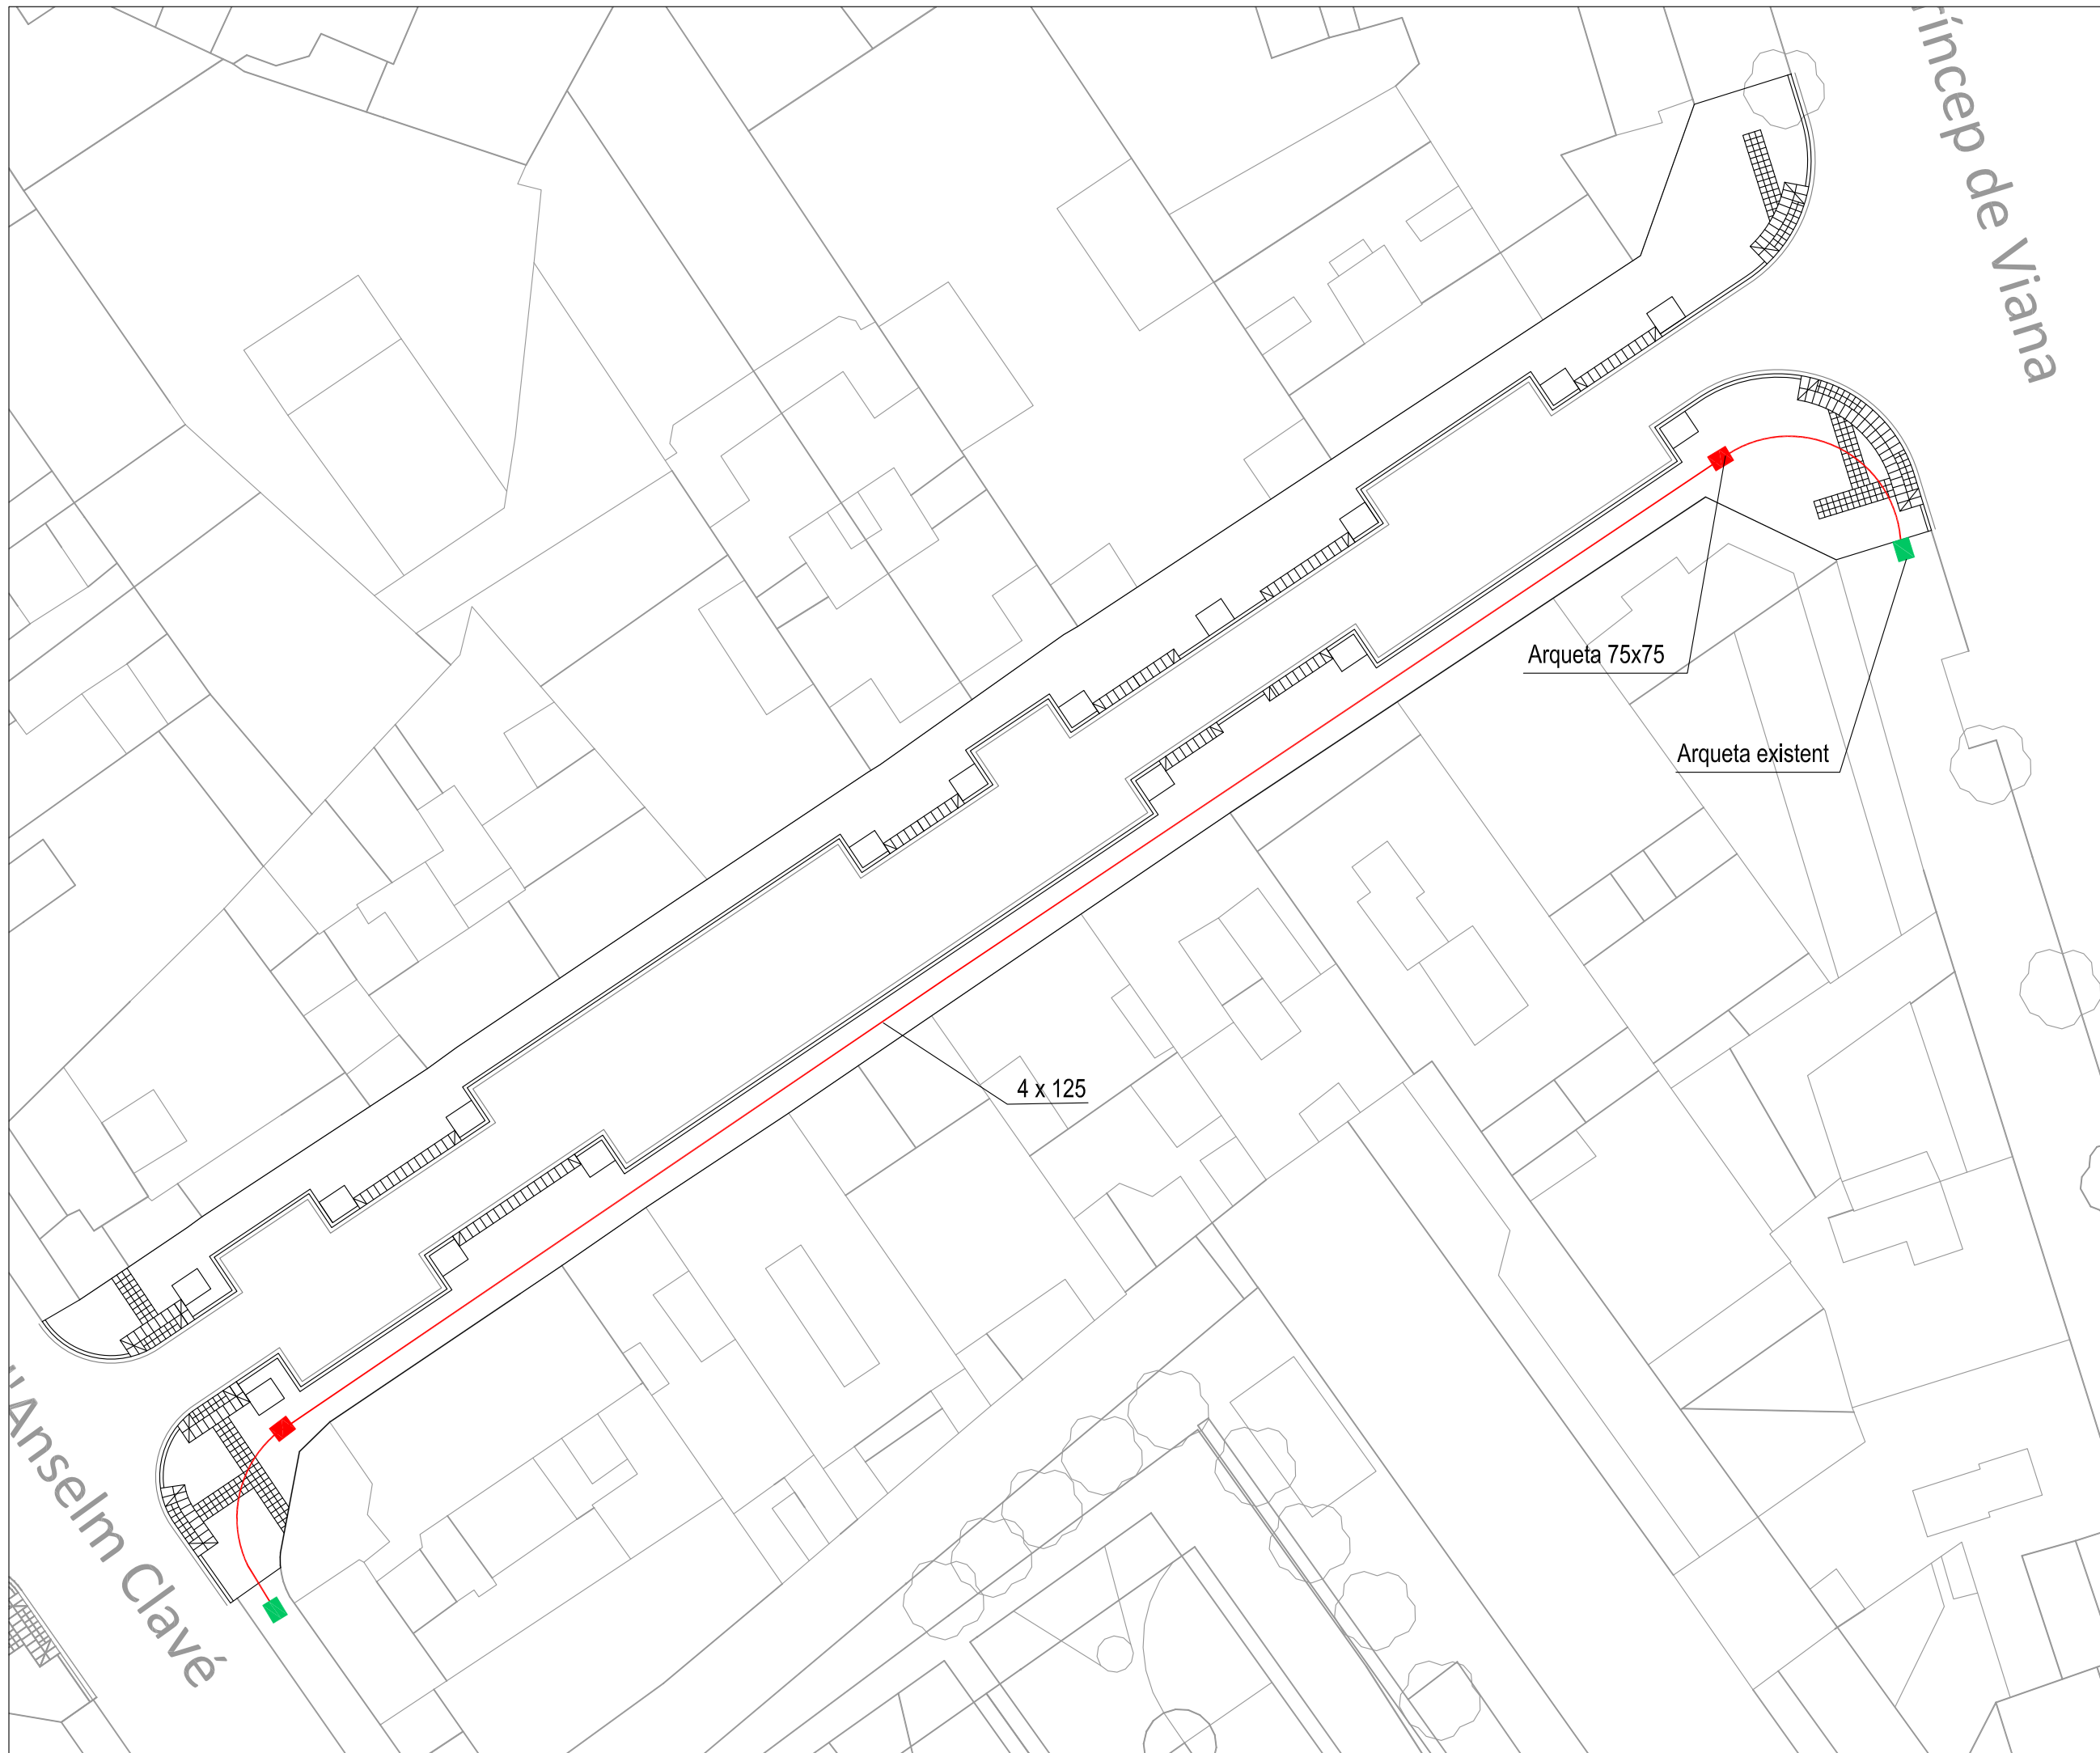 ríncep de Viana
Arqueta 75x75
Arqueta existent
4 x 125
Anselm Clavé